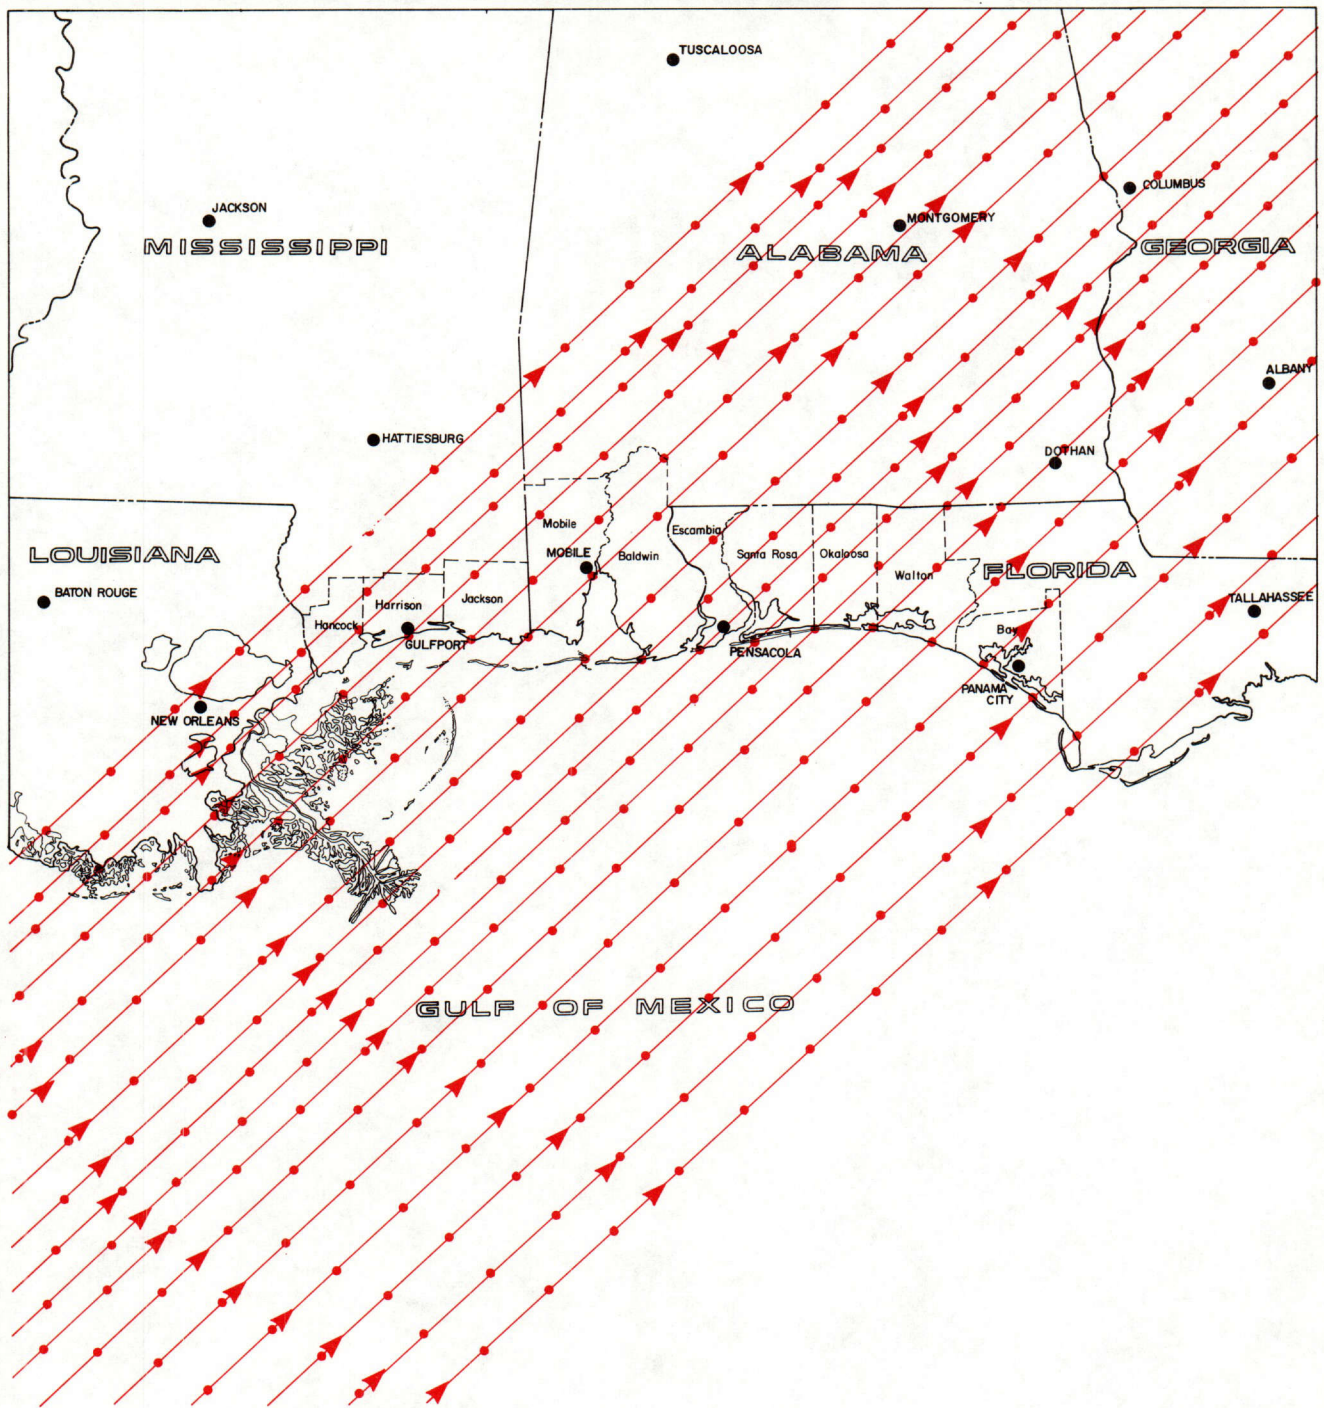 TUSCALOOSA
JACKSON
COLUMBUS
MONTGOMERY
MISSISSIPPI
ALABAMA
GEORGIA
ALBANY
HATTIESBURG
DOTHAN
Mobile
Escambia
LOUISIANA
MOBILE
Baldwin
Santa Rosa
Okaloosa
Walton
FLORIDA
BATON ROUGE
Harrison
Jackson
TALLAHASSEE
Hancock
GULFPORT
Bay
PENSACOLA
PANAMA
CITY
NEW ORLEANS
GULF OF MEXICO